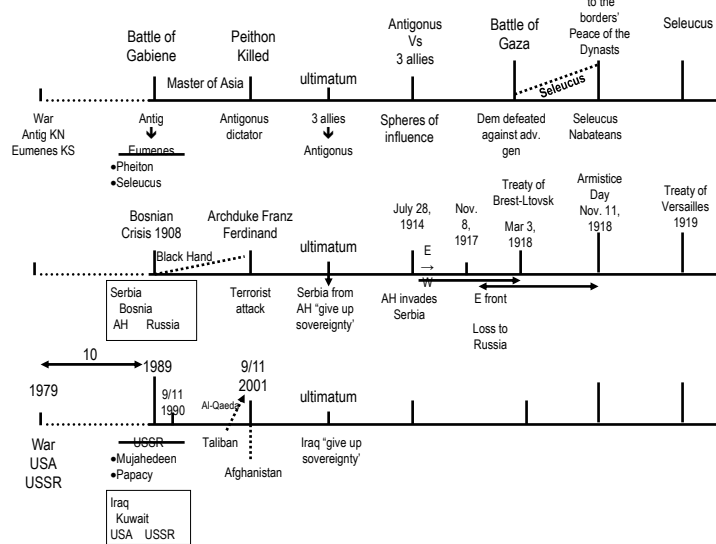 to the
borders'
Peace of the
Dynasts
Battle of
Gabiene
Peithon
Killed
Antigonus
Vs
3 allies
Battle of
Gaza
Seleucus
Master of Asia
ultimatum
Seleucus
War
Antig KN
Eumenes KS
Antig
Eumenes
•Pheiton
•Seleucus
Antigonus
dictator
3 allies
Antigonus
Spheres of
influence
Dem defeated
against adv.
gen
Seleucus
Nabateans
Bosnian
Crisis 1908
Archduke Franz
Ferdinand
ultimatum
July 28,
1914
Nov.
8,
1917
Treaty of
Brest-Ltovsk
Mar 3,
1918
Armistice
Day
Nov. 11,
1918
Treaty of
Versailles
1919
Black Hand
E
→
W
Serbia
Bosnia
AH Russia
Terrorist
attack
Serbia from
AH “give up
sovereignty’
AH invades
Serbia
E front
Loss to
Russia
10
1979
1989
9/11
1990
Al-Qaeda
9/11
2001
ultimatum
War
USA
USSR
USSR
•Mujahedeen
•Papacy
Taliban
Afghanistan
Iraq “give up
sovereignty’
Iraq
Kuwait
USA USSR